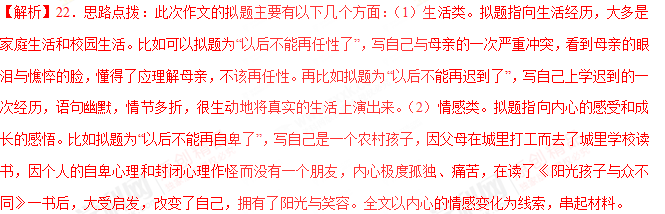 【解析】22．思路点拨：此次作文的拟题主要有以下几个方面：（1）生活类。拟题指向生活经历，大多是
家庭生活和校园生活。比如可以拟题为“以后不能再任性了”，写自己与母亲的一次严重冲突，看到母亲的眼
泪与憔悴的脸，懂得了应理解母亲，不该再任性。再比如拟题为“以后不能再迟到了”，写自己上学迟到的一
次经历，语句幽默，情节多折，很生动地将真实的生活上演出来。（2）情感类。拟题指向内心的感受和成
长的感悟。比如拟题为“以后不能再自卑了”，写自己是一个农村孩子，因父母在城里打工而去了城里学校读
书，因个人的自卑心理和封闭心理作怪而没有一个朋友，内心极度孤独、痛苦，在读了《阳光孩子与众不
同》一书后，大受启发，改变了自己，拥有了阳光与笑容。全文以内心的情感变化为线索，串起材料。